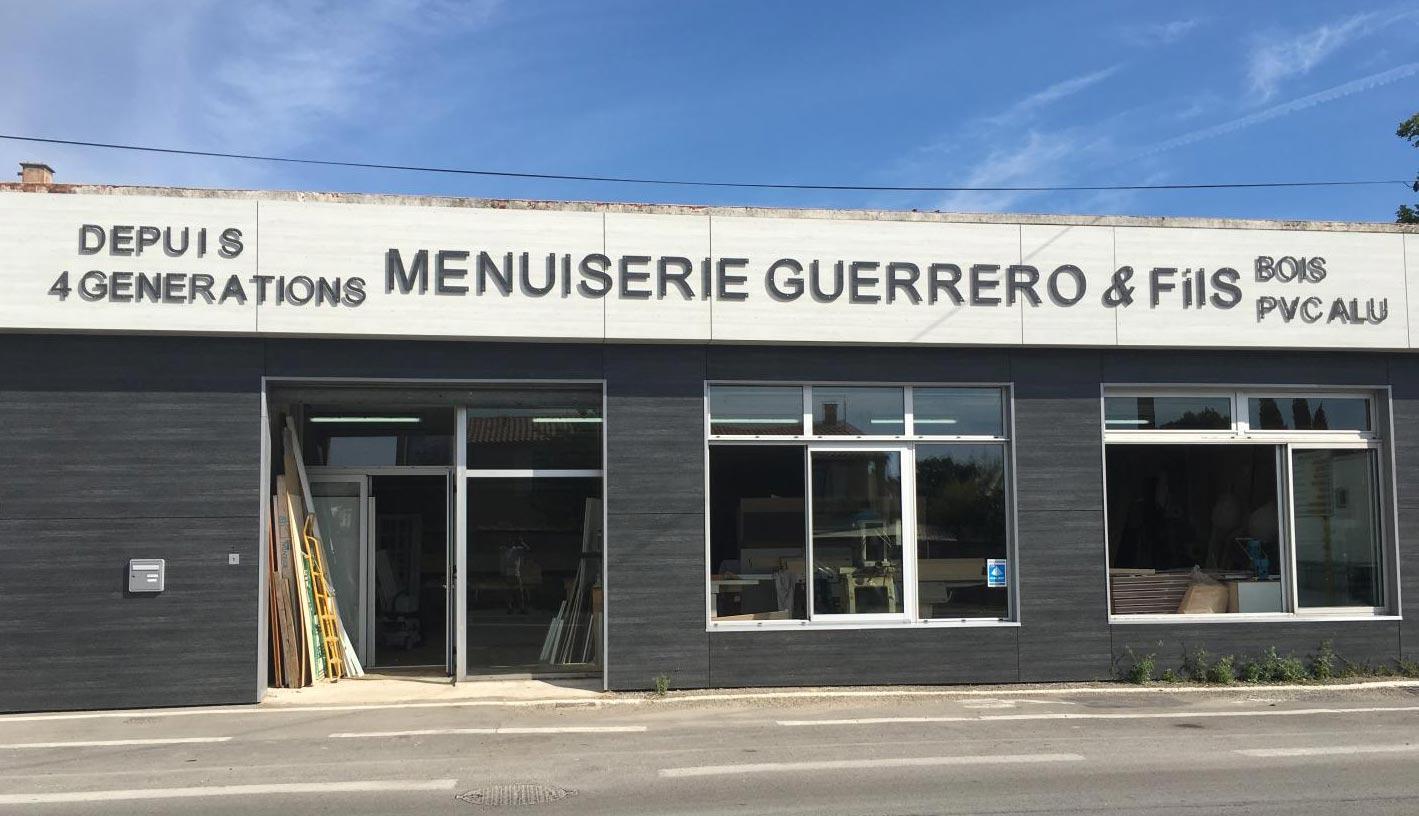 DEPUIS
4 GENERATIONS
MENUISERIE GUERRERO & FilS
BOIS
PVC ALU